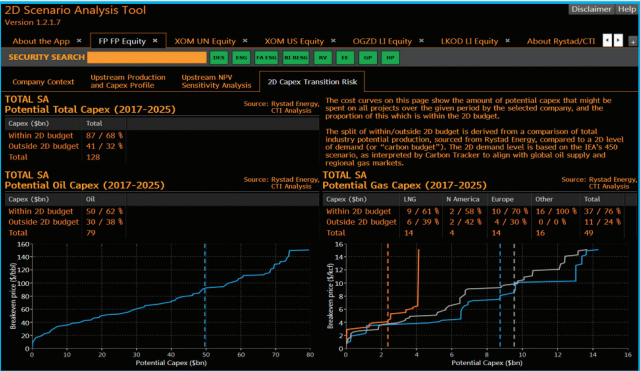 2D Scenario Analysis Tool
Disclaimer Help
Version 1.2.1.7
About the App × FP FP Equity × XOM UN Equity × XOM US Equity × OGZD LI Equity × LKOD LI Equity × About Rystad/CTI
SECURITY SEARCH DES ESG FA ESG RV EE GP HP
Company Context
Upstream Production and Capex Profile
Upstream NPV Sensitivity Analysis
2D Capex Transition Risk
TOTAL SA
Potential Total Capex (2017-2025)
Source: Rystad Energy,
CTI Analysis
Capex ($bn) Total
Within 2D budget 87 / 68 %
Outside 2D budget 41 / 32 %
Total 128
The cost curves on this page show the amount of potential capex that might be
spent on all projects over the given period by the selected company, and the
proportion of this which is within the 2D budget.
The split of within/outside 2D budget is derived from a comparison of total
industry potential production, sourced from Rystad Energy, compared to a 2D level
of demand (or "carbon budget"). The 2D demand level is based on the IEA's 450
scenario, as interpreted by Carbon Tracker to align with global oil supply and
regional gas markets.
TOTAL SA
Potential Oil Capex (2017-2025)
Source: Rystad Energy,
CTI Analysis
Capex ($bn) Oil
Within 2D budget 50 / 62 %
Outside 2D budget 30 / 38 %
Total 79
160
140
120
100
80
60
40
20
0
Breakeven price ($/bbl)
0 10 20 30 40 50 60 70 80
Potential Capex ($bn)
TOTAL SA
Potential Gas Capex (2017-2025)
Source: Rystad Energy,
CTI Analysis
Capex ($bn) LNG N America Europe Other Total
Within 2D budget 9 / 61 % 2 / 58 % 10 / 70 % 16 / 100 % 37 / 76 %
Outside 2D budget 6 / 39 % 2 / 42 % 4 / 30 % 0 / 0 % 11 / 24 %
Total 14 4 14 16 49
16
14
12
10
8
6
4
2
0
Breakeven price ($/kcf)
0 2 4 6 8 10 12 14 16
Potential Capex ($bn)